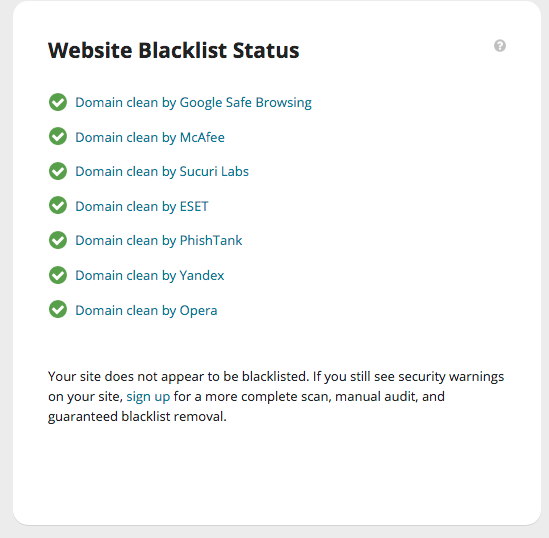 Website Blacklist Status
?
Domain clean by Google Safe Browsing
Domain clean by McAfee
Domain clean by Sucuri Labs
Domain clean by ESET
Domain clean by PhishTank
Domain clean by Yandex
Domain clean by Opera
Your site does not appear to be blacklisted. If you still see security warnings
on your site, sign up for a more complete scan, manual audit, and
guaranteed blacklist removal.